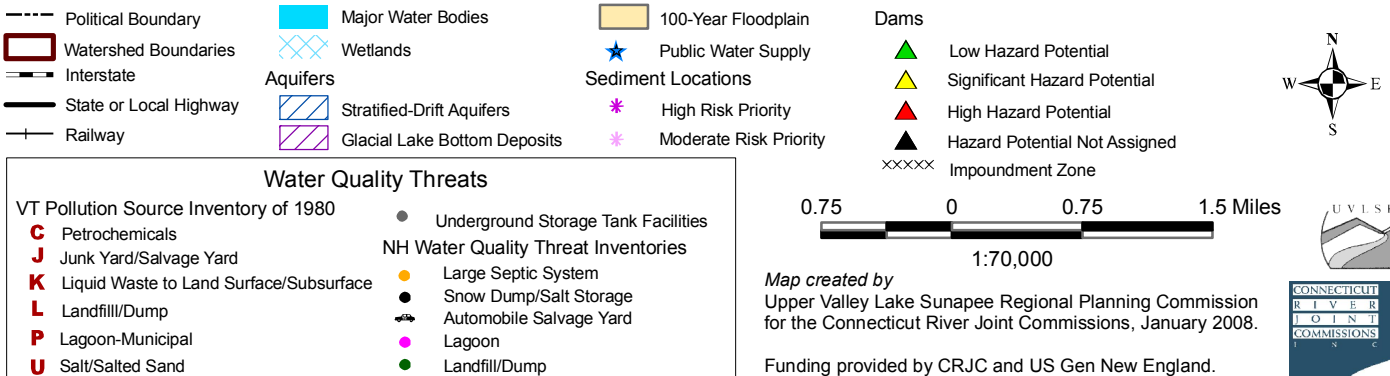 Political Boundary
Watershed Boundaries
Interstate
State or Local Highway
Railway
Major Water Bodies
Wetlands
Aquifers
Stratified-Drift Aquifers
Glacial Lake Bottom Deposits
100-Year Floodplain
Public Water Supply
Sediment Locations
High Risk Priority
Moderate Risk Priority
Dams
Low Hazard Potential
Significant Hazard Potential
High Hazard Potential
Hazard Potential Not Assigned
Impoundment Zone
N
W E
S
Water Quality Threats
VT Pollution Source Inventory of 1980
C Petrochemicals
J Junk Yard/Salvage Yard
K Liquid Waste to Land Surface/Subsurface
L Landfilll/Dump
P Lagoon-Municipal
U Salt/Salted Sand
Underground Storage Tank Facilities
NH Water Quality Threat Inventories
Large Septic System
Snow Dump/Salt Storage
Automobile Salvage Yard
Lagoon
Landfill/Dump
0.75 0 0.75 1.5 Miles
1:70,000
Map created by
Upper Valley Lake Sunapee Regional Planning Commission
for the Connecticut River Joint Commissions, January 2008.
Funding provided by CRJC and US Gen New England.
CONNECTICUT
RIVER
JOINT
COMMISSIONS
INC